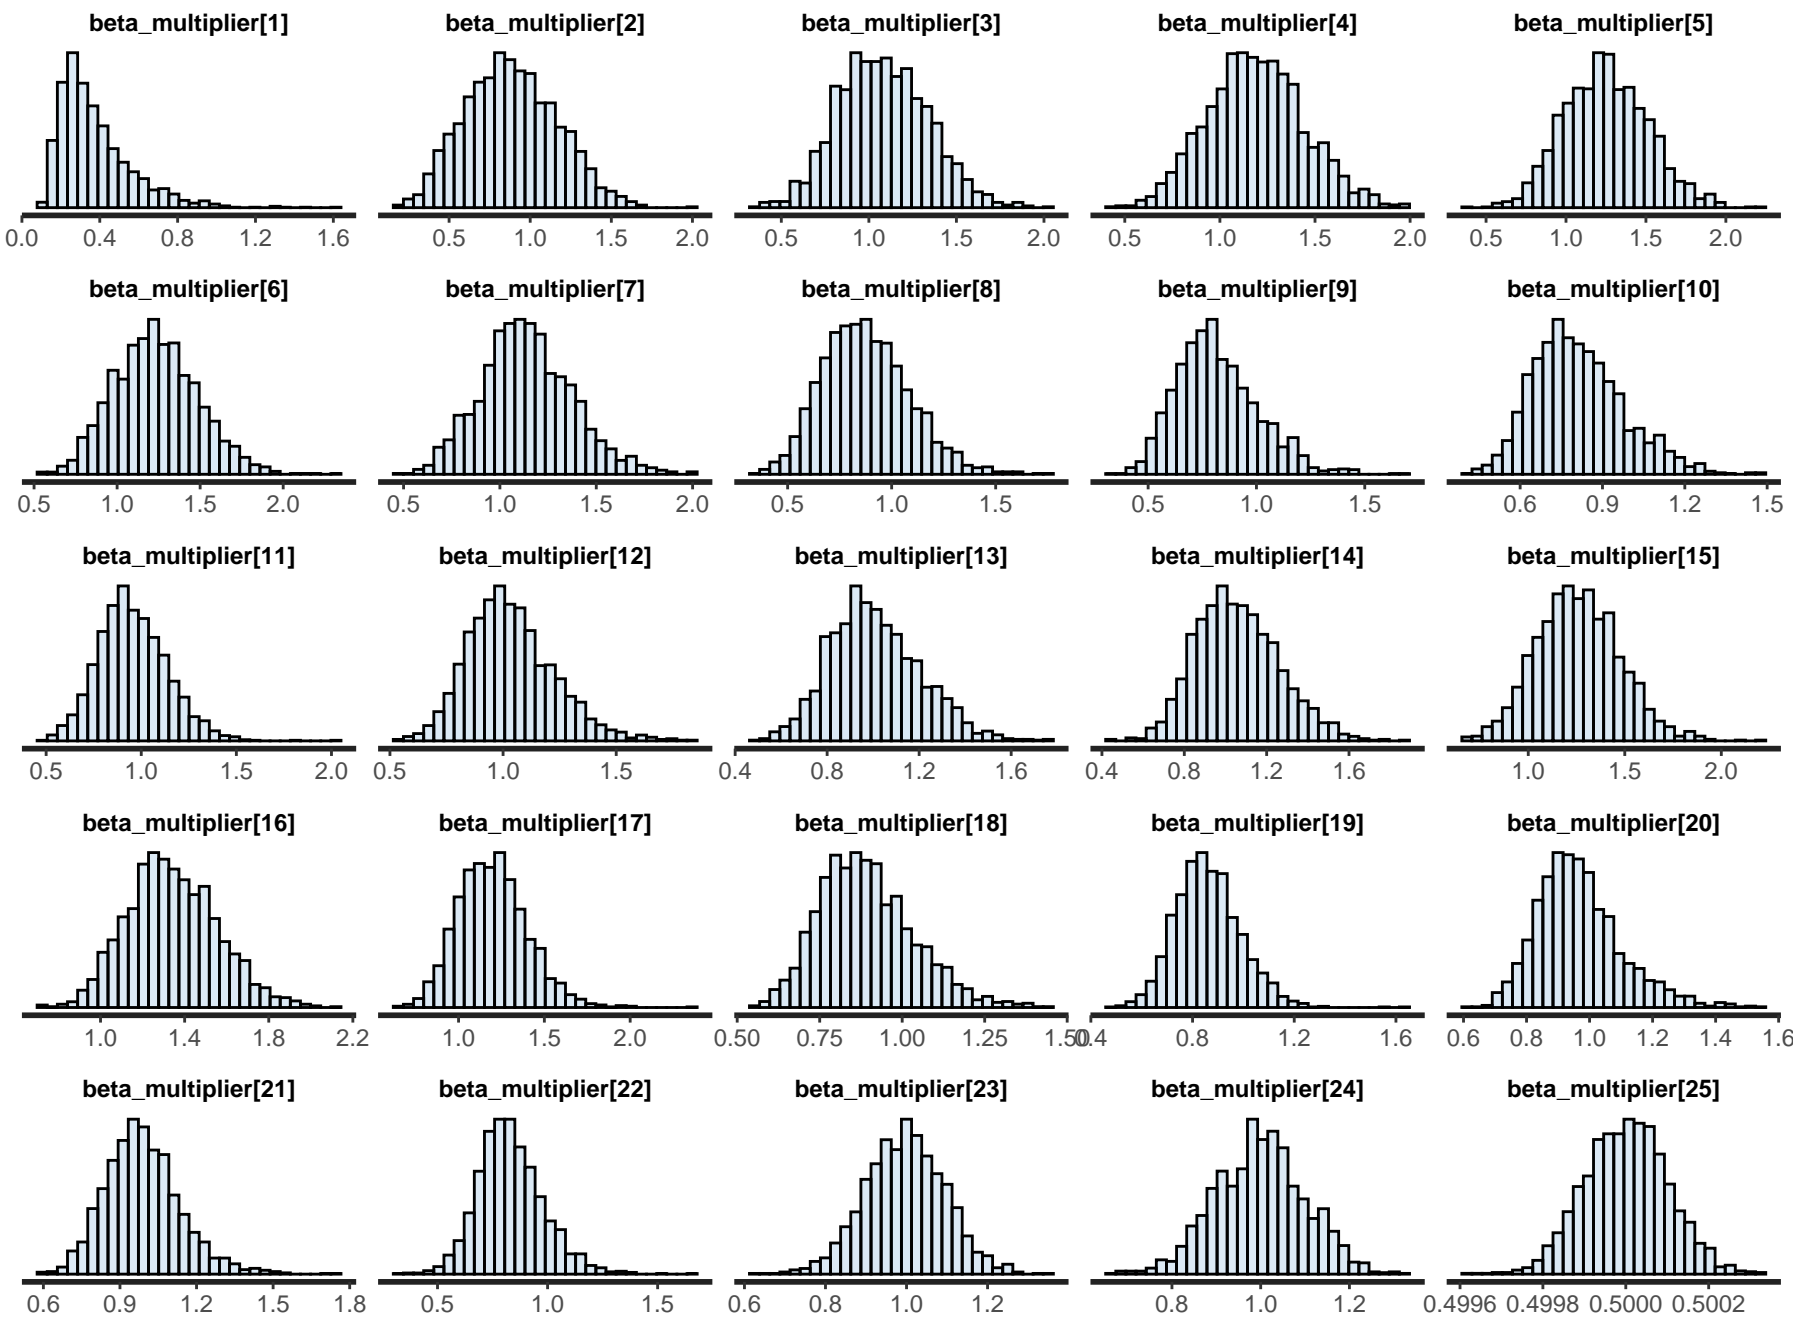 beta_multiplier[1] beta_multiplier[2] beta_multiplier[3] beta_multiplier[4] beta_multiplier[5]
0.0 0.4 0.8 1.2 1.6 0.5 1.0 1.5 2.0 0.5 1.0 1.5 2.0 0.5 1.0 1.5 2.0 0.5 1.0 1.5 2.0
beta_multiplier[6] beta_multiplier[7] beta_multiplier[8] beta_multiplier[9] beta_multiplier[10]
0.5 1.0 1.5 2.0 0.5 1.0 1.5 2.0 0.5 1.0 1.5 0.5 1.0 1.5 0.6 0.9 1.2 1.5
beta_multiplier[11] beta_multiplier[12] beta_multiplier[13] beta_multiplier[14] beta_multiplier[15]
0.5 1.0 1.5 2.0 0.5 1.0 1.5 0.4 0.8 1.2 1.6 0.4 0.8 1.2 1.6 1.0 1.5 2.0
beta_multiplier[16] beta_multiplier[17] beta_multiplier[18] beta_multiplier[19] beta_multiplier[20]
1.0 1.4 1.8 2.2 1.0 1.5 2.0 0.50 0.75 1.00 1.25 1.50 0.4 0.8 1.2 1.6 0.6 0.8 1.0 1.2 1.4 1.6
beta_multiplier[21] beta_multiplier[22] beta_multiplier[23] beta_multiplier[24] beta_multiplier[25]
0.6 0.9 1.2 1.5 1.8 0.5 1.0 1.5 0.6 0.8 1.0 1.2 0.8 1.0 1.2 0.4996 0.4998 0.5000 0.5002